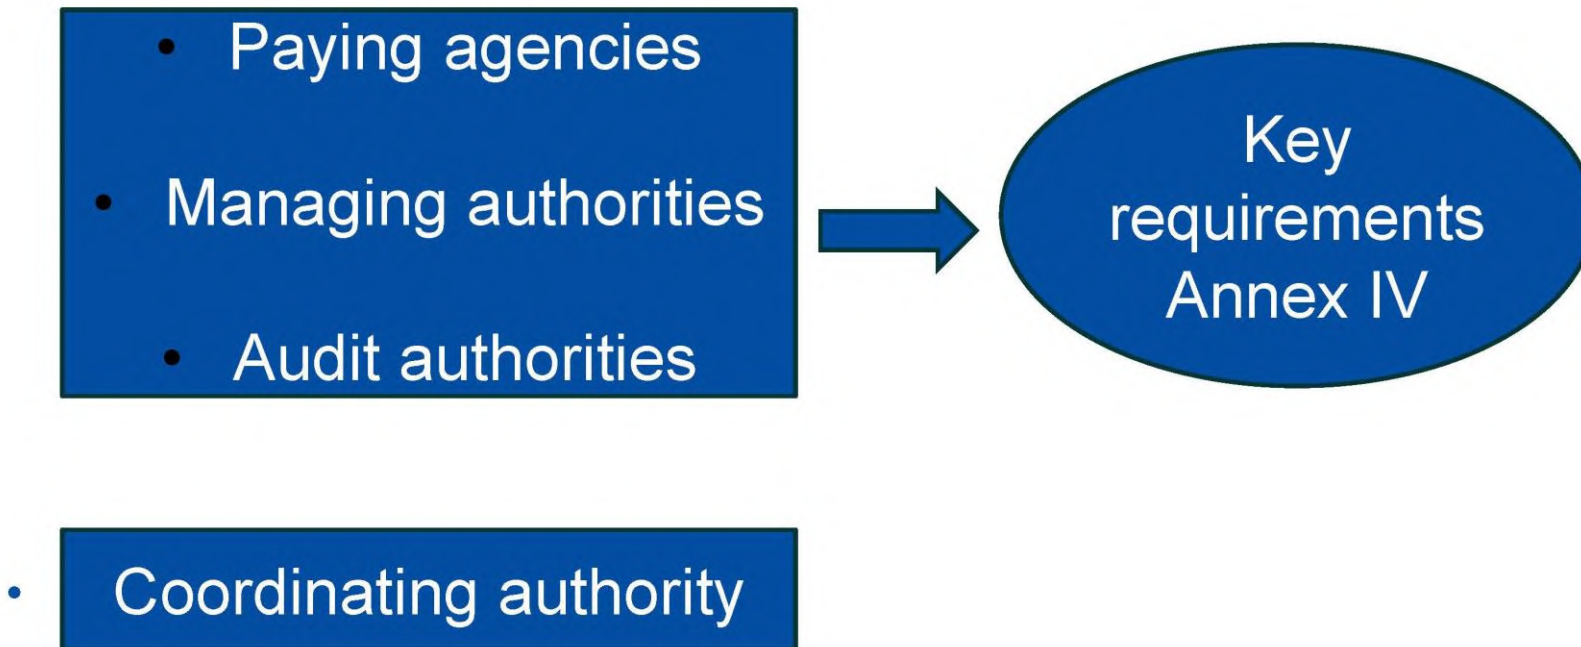 • Paying agencies
• Managing authorities
• Audit authorities
Key
requirements
Annex IV
• Coordinating authority